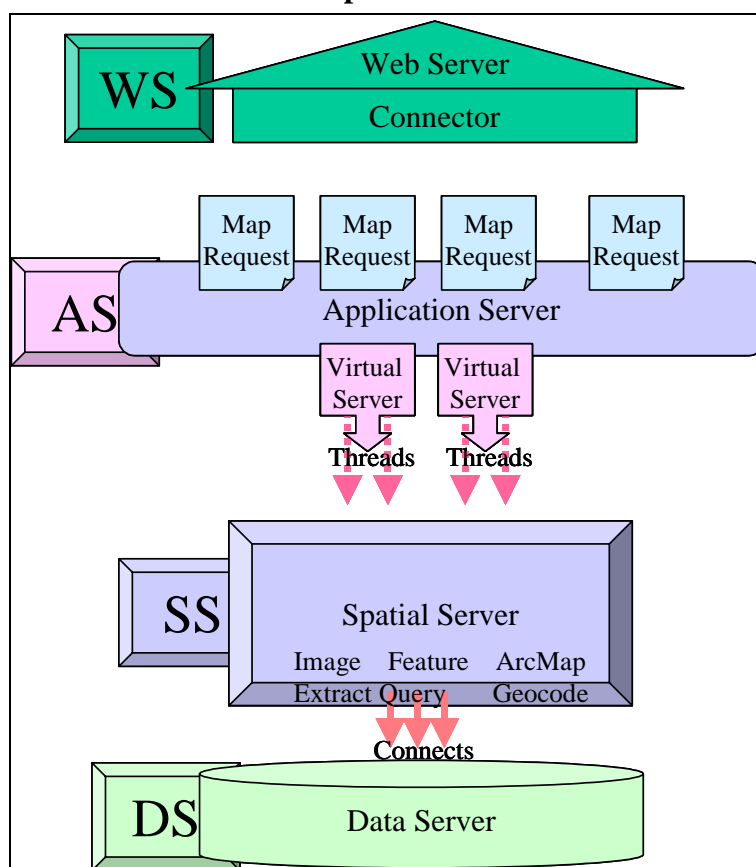 WS
Web Server
Connector
Map Request
Map Request
Map Request
Map Request
AS
Application Server
Virtual Server
Virtual Server
Threads
Threads
SS
Spatial Server
Image Feature ArcMap
Extract Query Geocode
Connects
DS
Data Server